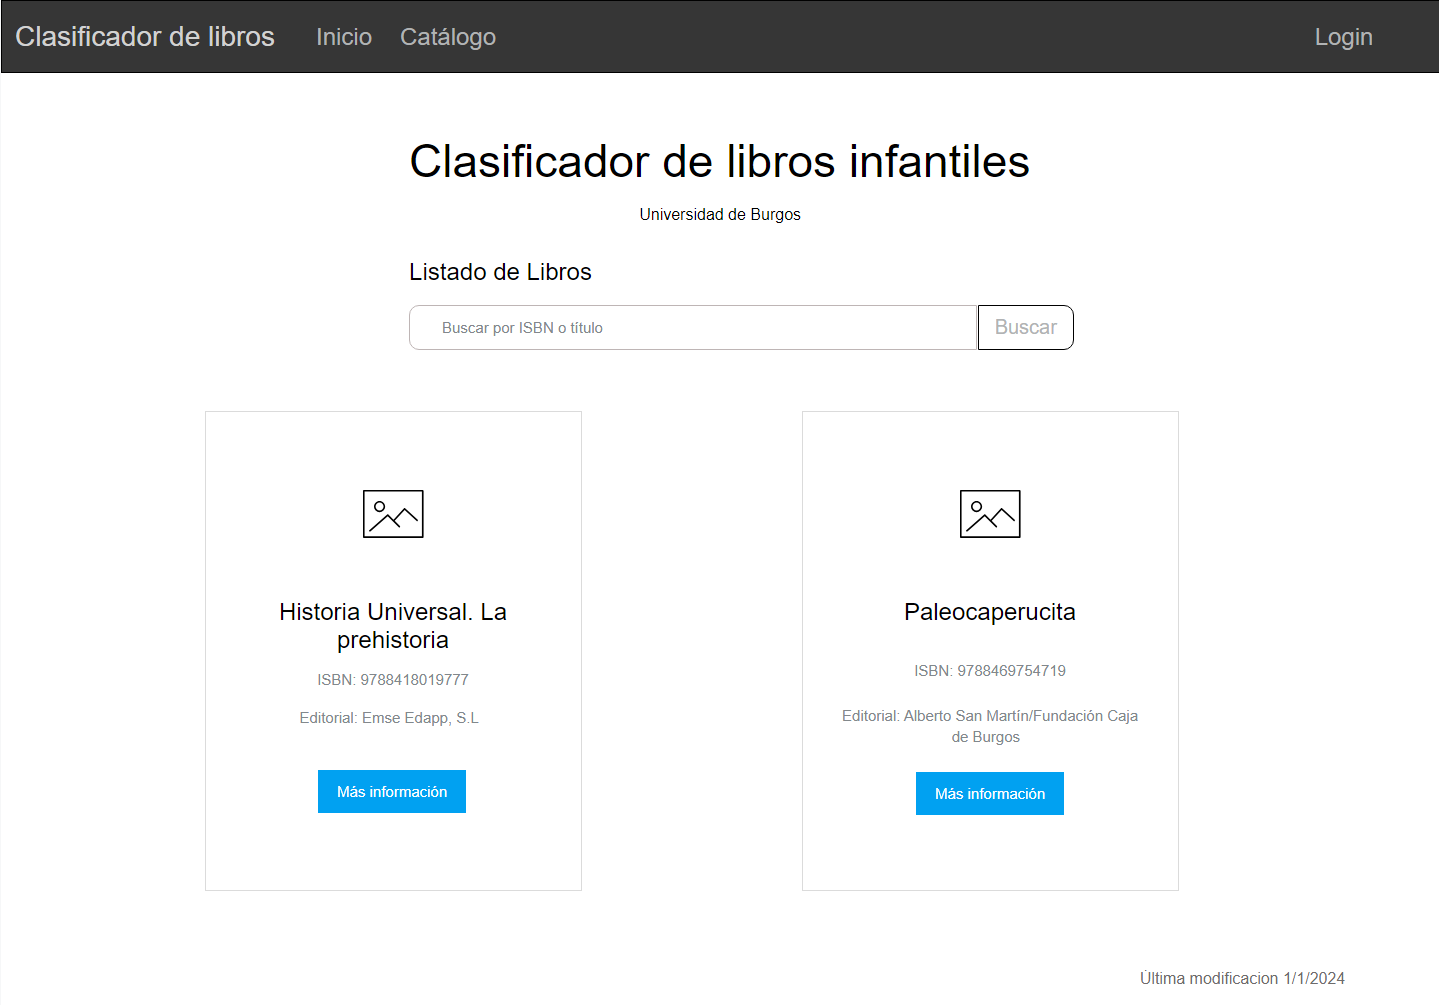 Clasificador de libros Inicio Catálogo Login
Clasificador de libros infantiles
Universidad de Burgos
Listado de Libros
Buscar por ISBN o título Buscar
Historia Universal. La
prehistoria
ISBN: 9788418019777
Editorial: Emse Edapp, S.L
Más información
Paleocaperucita
ISBN: 9788469754719
Editorial: Alberto San Martín/Fundación Caja
de Burgos
Más información
Última modificacion 1/1/2024